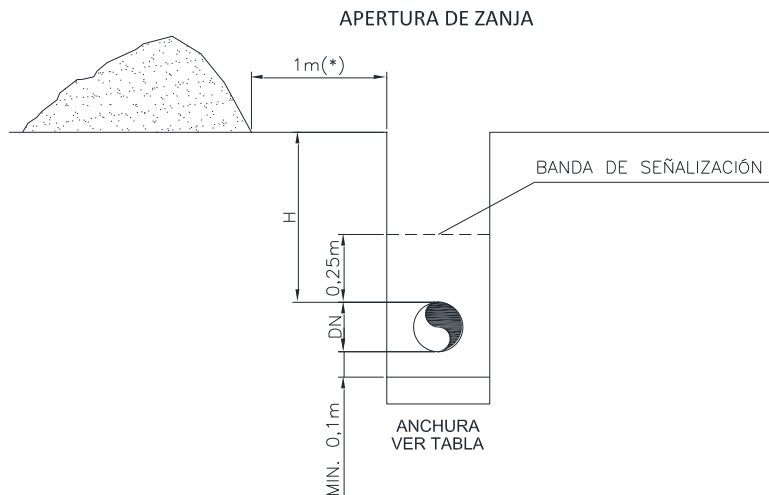 APERTURA DE ZANJA
1m(*)
BANDA DE SEÑALIZACIÓN
H
0,25m
DN
MIN. 0,1m
ANCHURA
VER TABLA